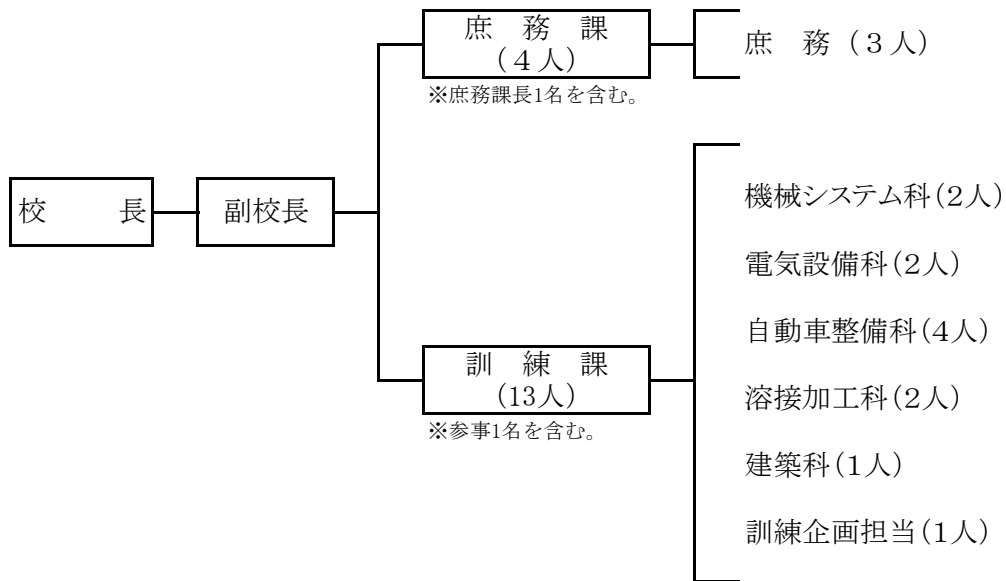 校　　長
副校長
庶　務　課
（４人）
※庶務課長1名を含む。
庶　務（３人）
訓　練　課
（13人）
※参事1名を含む。
機械システム科（2人）
電気設備科（2人）
自動車整備科（4人）
溶接加工科（2人）
建築科（1人）
訓練企画担当（1人）